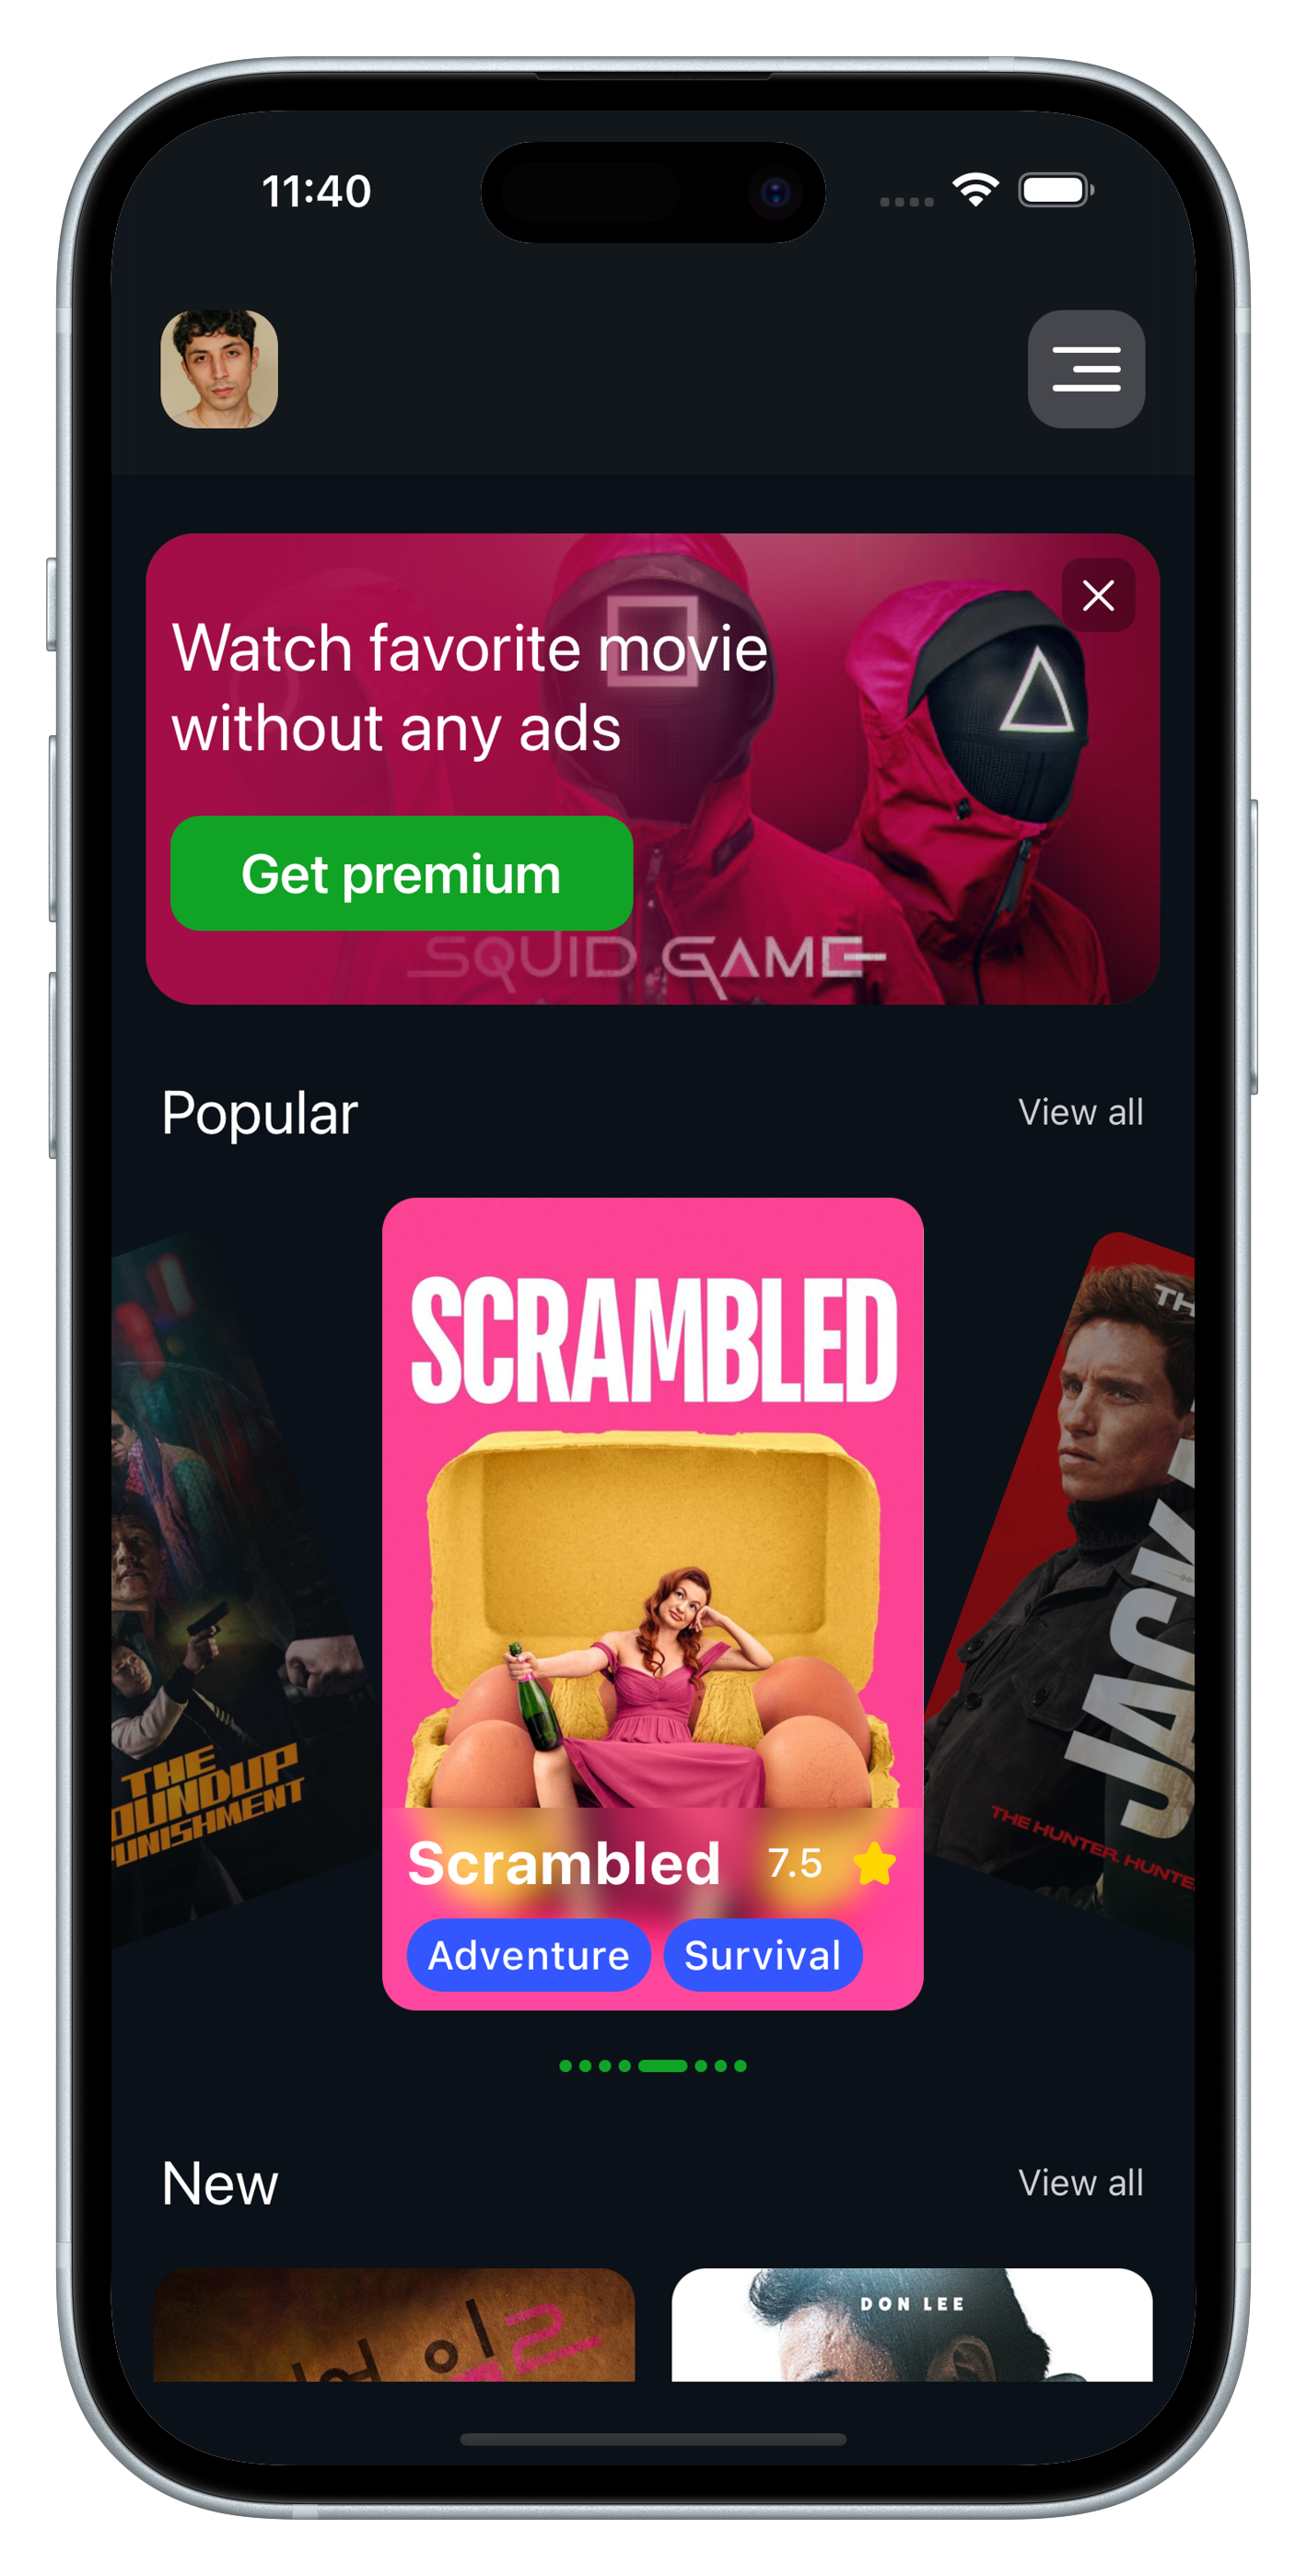 11:40
Watch favorite movie
without any ads
Get premium
SQUID GAME
Popular
View all
SCRAMBLED
TH
JACK
THE HUNTER. HUNTE
THE
OUNDUP
PUNISHMENT
Scrambled 7.5
Adventure Survival
New
View all
DON LEE